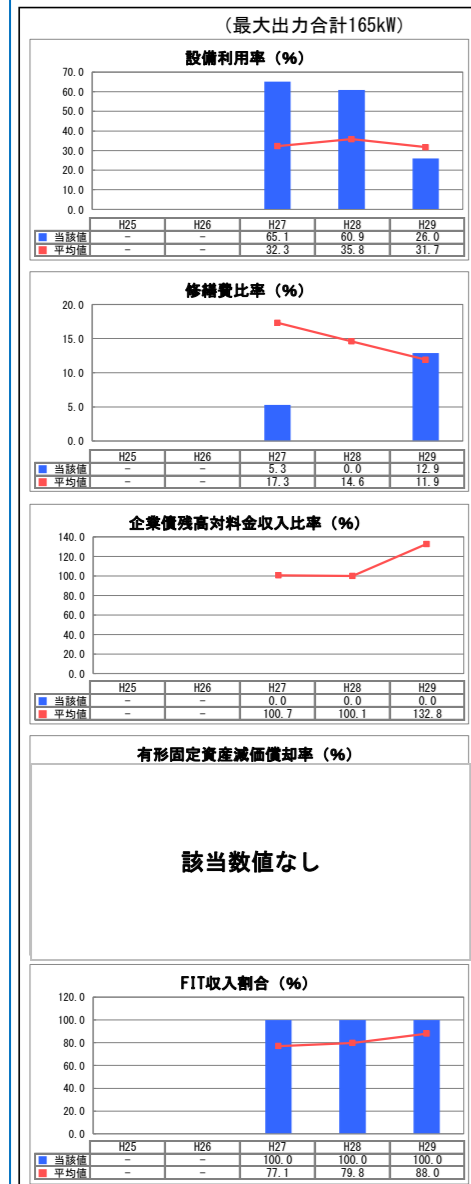 （最大出力合計165kW）
設備利用率（%）
70.0
60.0
50.0
40.0
30.0
20.0
10.0
0.0
H25 H26 H27 H28 H29
当該値 － － 65.1 60.9 26.0
平均値 － － 32.3 35.8 31.7
修繕費比率（%）
20.0
15.0
10.0
5.0
0.0
H25 H26 H27 H28 H29
当該値 － － 5.3 0.0 12.9
平均値 － － 17.3 14.6 11.9
企業債残高対料金収入比率（%）
140.0
120.0
100.0
80.0
60.0
40.0
20.0
0.0
H25 H26 H27 H28 H29
当該値 － － 0.0 0.0 0.0
平均値 － － 100.7 100.1 132.8
有形固定資産減価償却率（%）
該当数値なし
FIT収入割合（%）
120.0
100.0
80.0
60.0
40.0
20.0
0.0
H25 H26 H27 H28 H29
当該値 － － 100.0 100.0 100.0
平均値 － － 77.1 79.8 88.0